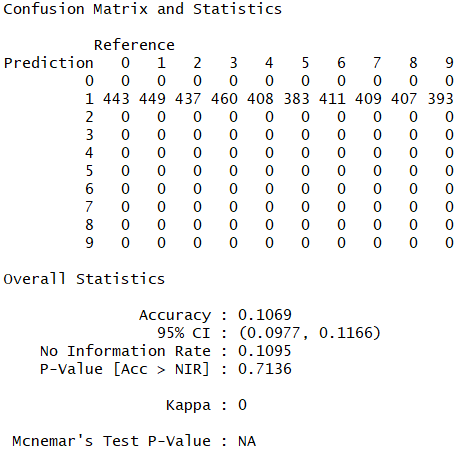 Confusion Matrix and Statistics
Reference
Prediction 0 1 2 3 4 5 6 7 8 9
0 0 0 0 0 0 0 0 0 0 0
1 443 449 437 460 408 383 411 409 407 393
2 0 0 0 0 0 0 0 0 0 0
3 0 0 0 0 0 0 0 0 0 0
4 0 0 0 0 0 0 0 0 0 0
5 0 0 0 0 0 0 0 0 0 0
6 0 0 0 0 0 0 0 0 0 0
7 0 0 0 0 0 0 0 0 0 0
8 0 0 0 0 0 0 0 0 0 0
9 0 0 0 0 0 0 0 0 0 0
Overall Statistics
Accuracy : 0.1069
95% CI : (0.0977, 0.1166)
No Information Rate : 0.1095
P-Value [Acc > NIR] : 0.7136
Kappa : 0
Mcnemar's Test P-Value : NA